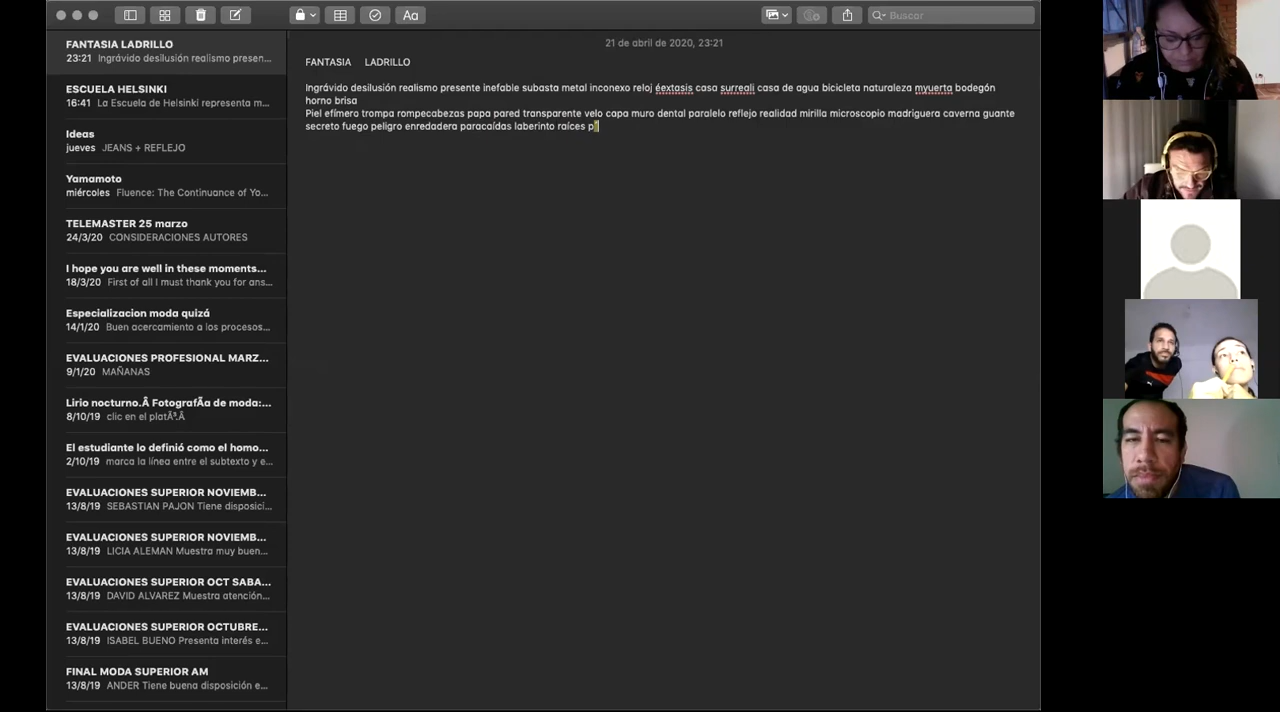 Aa
Buscar
FANTASIA LADRILLO
23:21 Ingrávido desilusión realismo presen...
ESCUELA HELSINKI
16:41 La Escuela de Helsinki representa m...
Ideas
jueves JEANS + REFLEJO
Yamamoto
miércoles Fluence: The Continuance of Yo...
TELEMASTER 25 marzo
24/3/20 CONSIDERACIONES AUTORES
I hope you are well in these moments...
18/3/20 First of all I must thank you for ans...
Especializacion moda quizá
14/1/20 Buen acercamiento a los procesos...
EVALUACIONES PROFESIONAL MARZ...
9/1/20 MAÑANAS
Lirio nocturno.Â FotografÃa de moda:...
8/10/19 clic en el platÃ³.Â
El estudiante lo definió como el homo...
2/10/19 marca la línea entre el subtexto y e...
EVALUACIONES SUPERIOR NOVIEMB...
13/8/19 SEBASTIAN PAJON Tiene disposici...
EVALUACIONES SUPERIOR NOVIEMB...
13/8/19 LICIA ALEMAN Muestra muy buen...
EVALUACIONES SUPERIOR OCT SABA...
13/8/19 DAVID ALVAREZ Muestra atención...
EVALUACIONES SUPERIOR OCTUBRE...
13/8/19 ISABEL BUENO Presenta interés e...
FINAL MODA SUPERIOR AM
13/8/19 ANDER Tiene buena disposición e...
21 de abril de 2020, 23:21
FANTASIA LADRILLO
Ingrávido desilusión realismo presente inefable subasta metal inconexo reloj éextasis casa surreali casa de agua bicicleta naturaleza myuerta bodegón
horno brisa
Piel efímero trompa rompecabezas papa pared transparente velo capa muro dental paralelo reflejo realidad mirilla microscopio madriguera caverna guante
secreto fuego peligro enredadera paracaídas laberinto raíces p